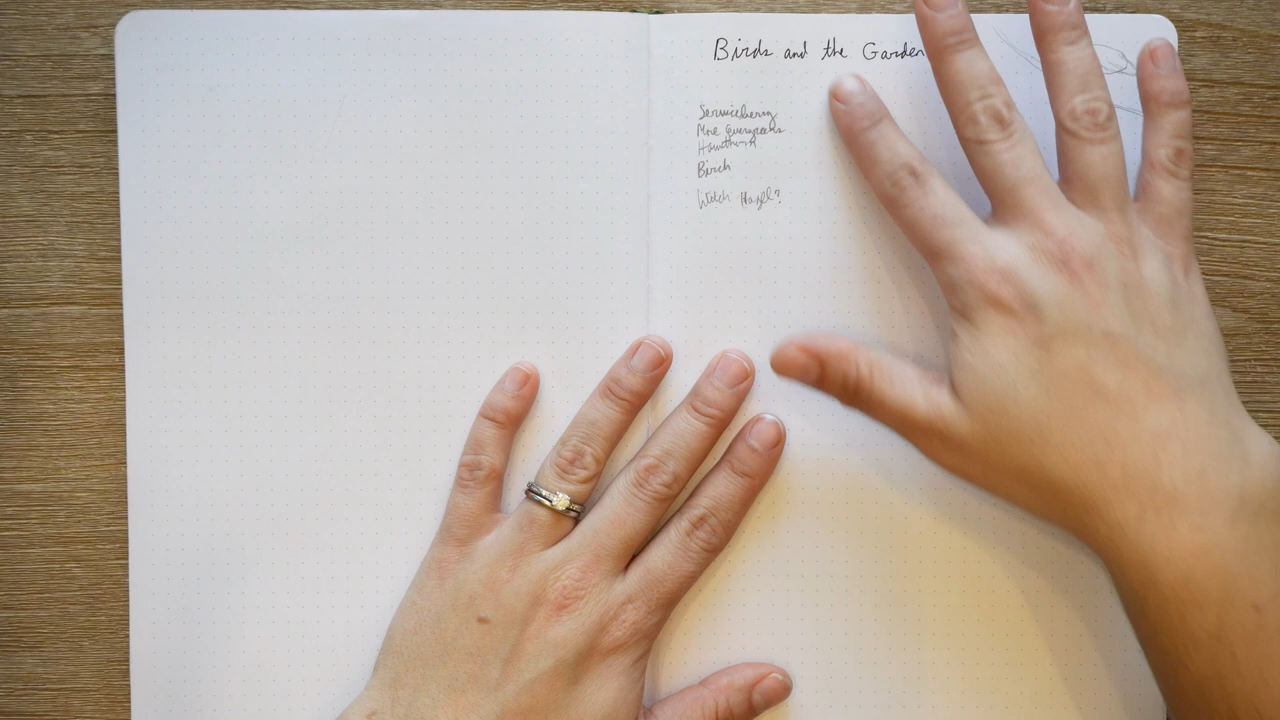 Birds and the Garden
Serviceberry
More Evergreens
Hawthorn
Birch
Witch Hazel?